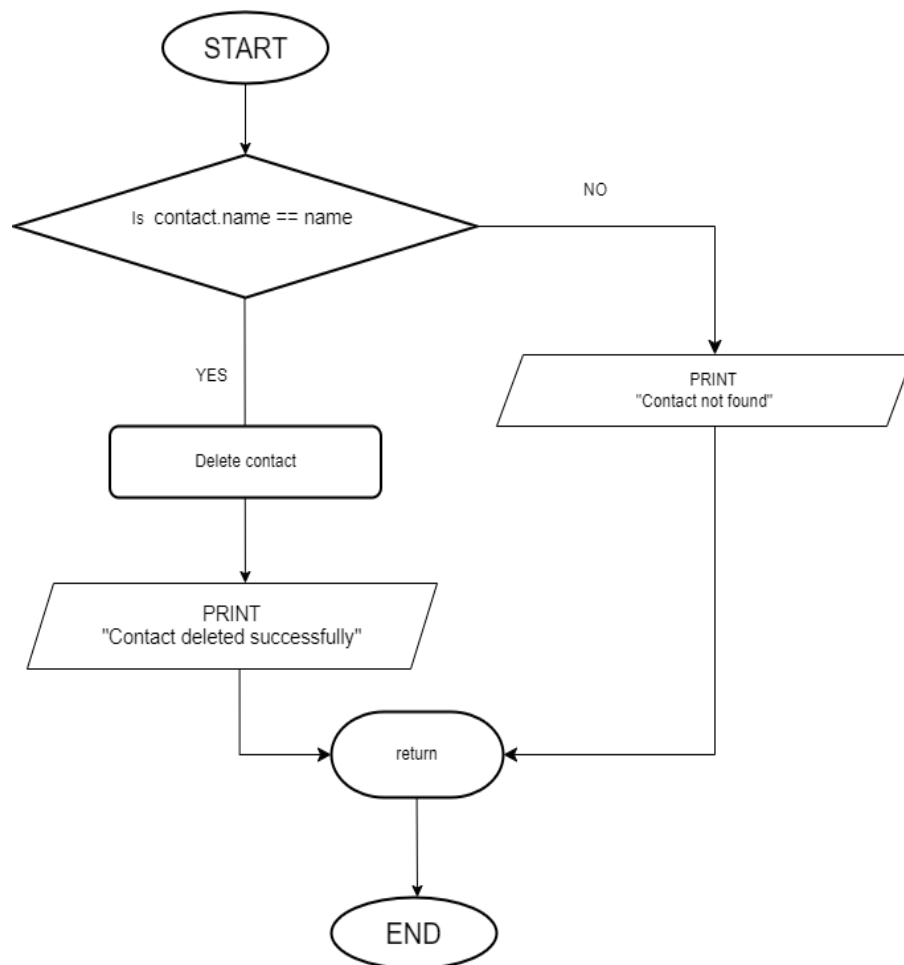 START
Is contact.name == name
NO
YES
PRINT
"Contact not found"
Delete contact
PRINT
"Contact deleted successfully"
return
END